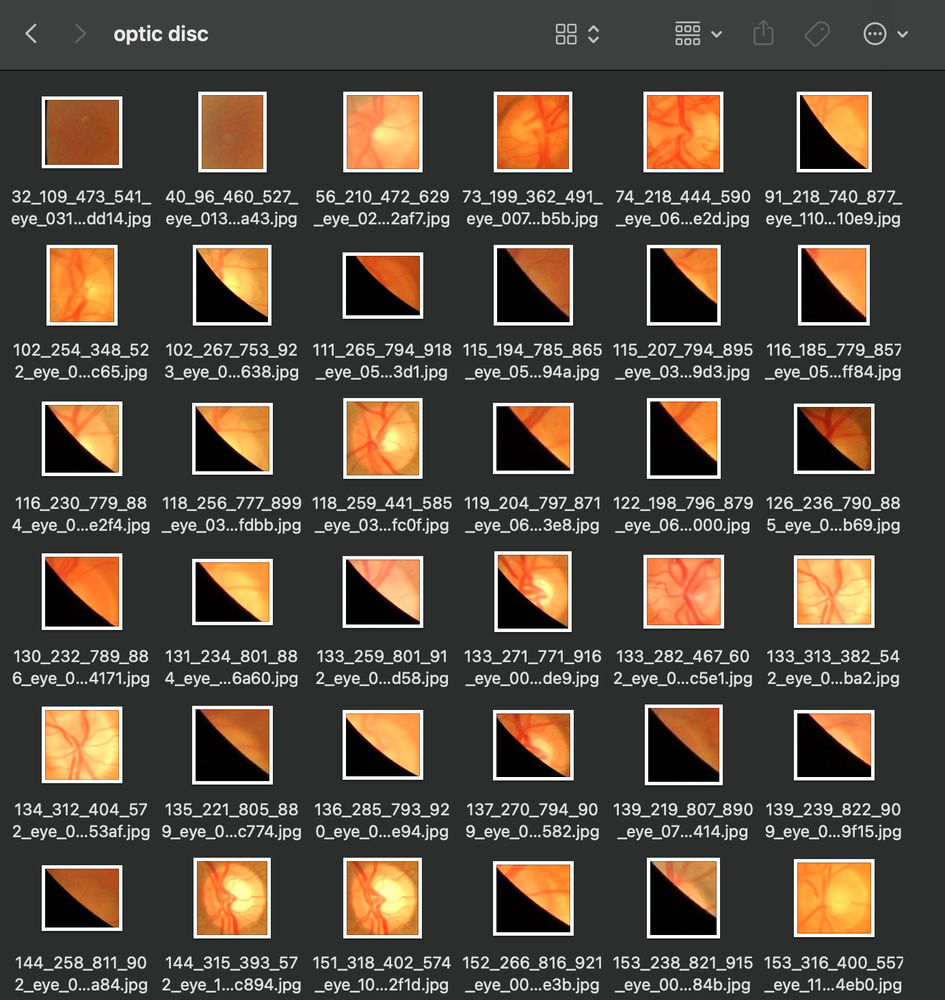 optic disc
32_109_473_541_
eye_031...dd14.jpg
40_96_460_527_
eye_013...a43.jpg
56_210_472_629
_eye_02...2af7.jpg
73_199_362_491_
eye_007...b5b.jpg
74_218_444_590
_eye_06...e2d.jpg
91_218_740_877_
eye_110...10e9.jpg
102_254_348_52
2_eye_0...c65.jpg
102_267_753_92
3_eye_0...638.jpg
111_265_794_918
_eye_05...3d1.jpg
115_194_785_865
_eye_05...94a.jpg
115_207_794_895
_eye_03...9d3.jpg
116_185_779_857
_eye_05...ff84.jpg
116_230_779_88
4_eye_0...e2f4.jpg
118_256_777_899
_eye_03...fdbb.jpg
118_259_441_585
_eye_03...fc0f.jpg
119_204_797_871
_eye_06...3e8.jpg
122_198_796_879
_eye_06...000.jpg
126_236_790_88
5_eye_0...b69.jpg
130_232_789_88
6_eye_0...4171.jpg
131_234_801_88
4_eye_...6a60.jpg
133_259_801_91
2_eye_0...d58.jpg
133_271_771_916
_eye_00...de9.jpg
133_282_467_60
2_eye_0...c5e1.jpg
133_313_382_54
2_eye_0...ba2.jpg
134_312_404_57
2_eye_0...53af.jpg
135_221_805_88
9_eye_0...c774.jpg
136_285_793_92
0_eye_0...e94.jpg
137_270_794_90
9_eye_0...582.jpg
139_219_807_890
_eye_07...414.jpg
139_239_822_90
9_eye_0...9f15.jpg
144_258_811_90
2_eye_0...a84.jpg
144_315_393_57
2_eye_1...c894.jpg
151_318_402_574
_eye_10...2f1d.jpg
152_266_816_921
_eye_00...e3b.jpg
153_238_821_915
_eye_00...84b.jpg
153_316_400_557
_eye_11...4eb0.jpg